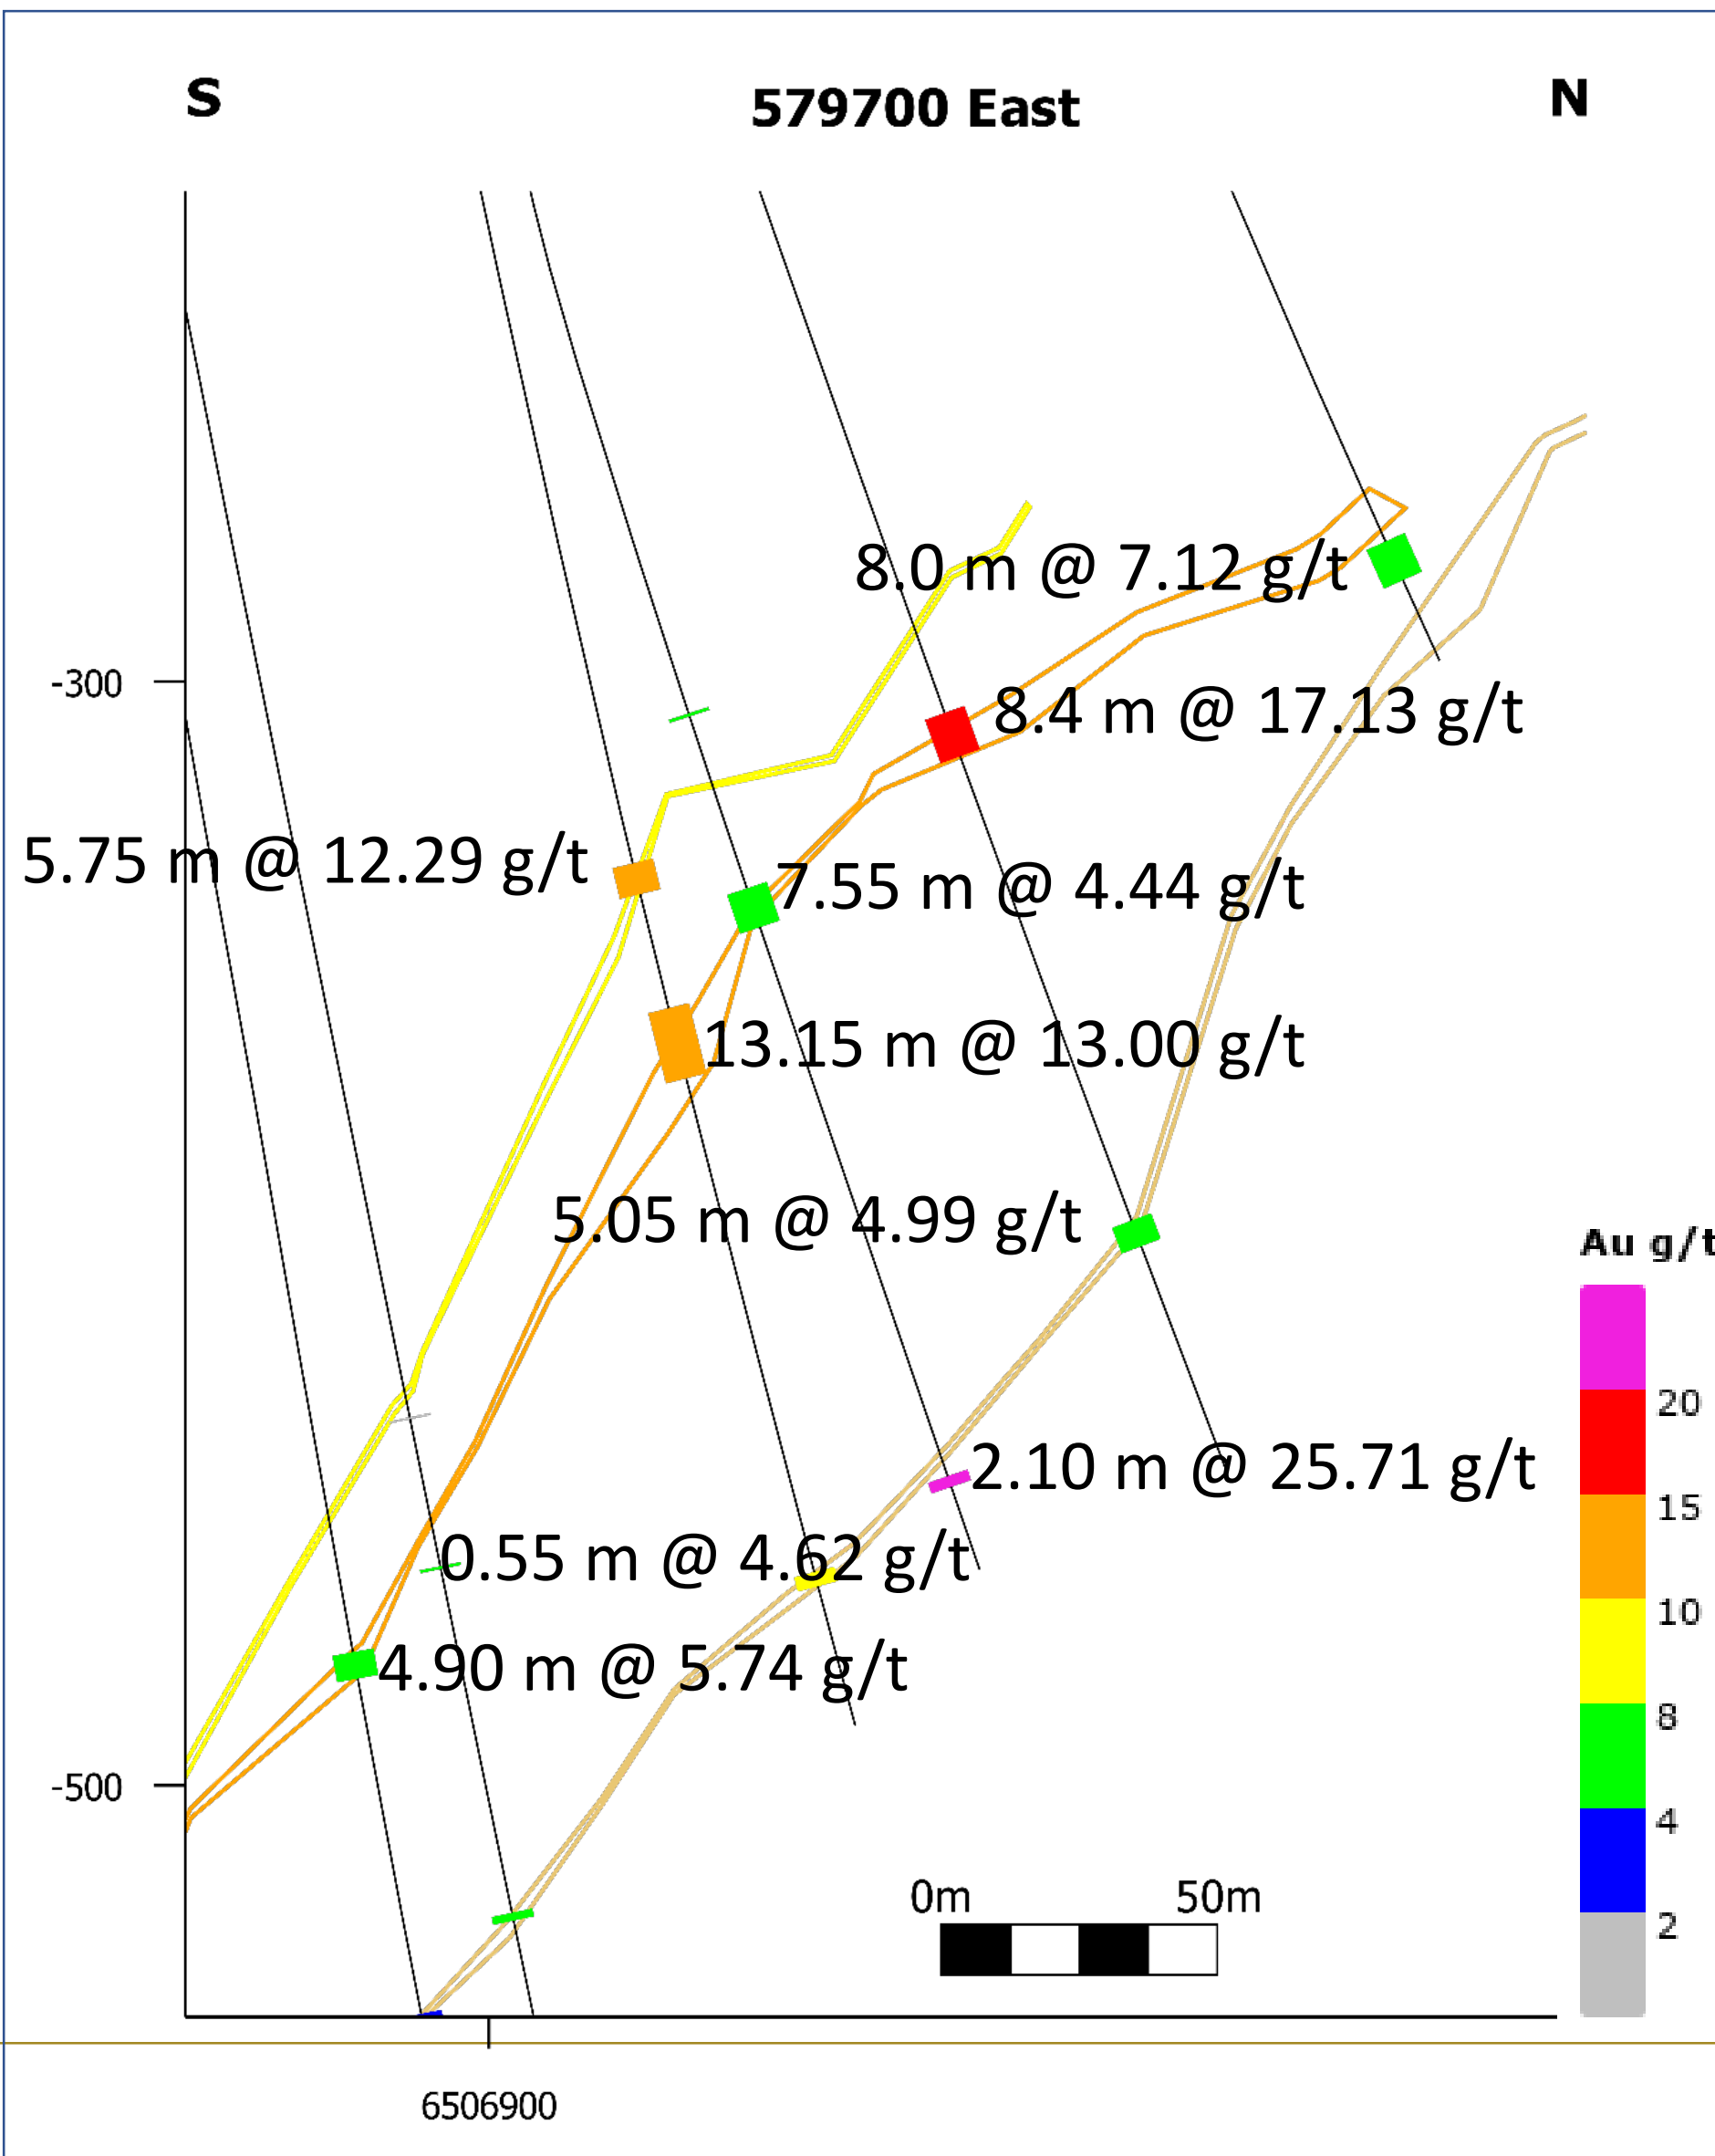 S 579700 East N
8.0 m @ 7.12 g/t
-300
8.4 m @ 17.13 g/t
5.75 m @ 12.29 g/t
7.55 m @ 4.44 g/t
13.15 m @ 13.00 g/t
5.05 m @ 4.99 g/t
Au g/t
20
2.10 m @ 25.71 g/t
15
0.55 m @ 4.62 g/t
10
4.90 m @ 5.74 g/t
8
-500
4
0m 50m
2
6506900